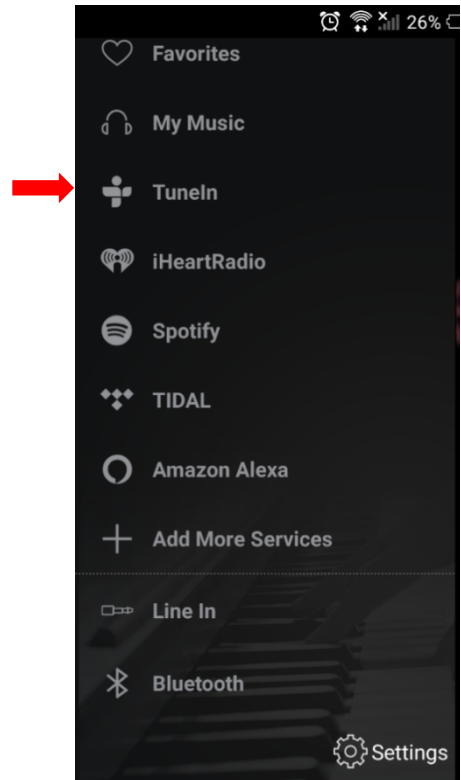 26%
Favorites
My Music
TuneIn
iHeartRadio
Spotify
TIDAL
Amazon Alexa
Add More Services
Line In
Bluetooth
Settings